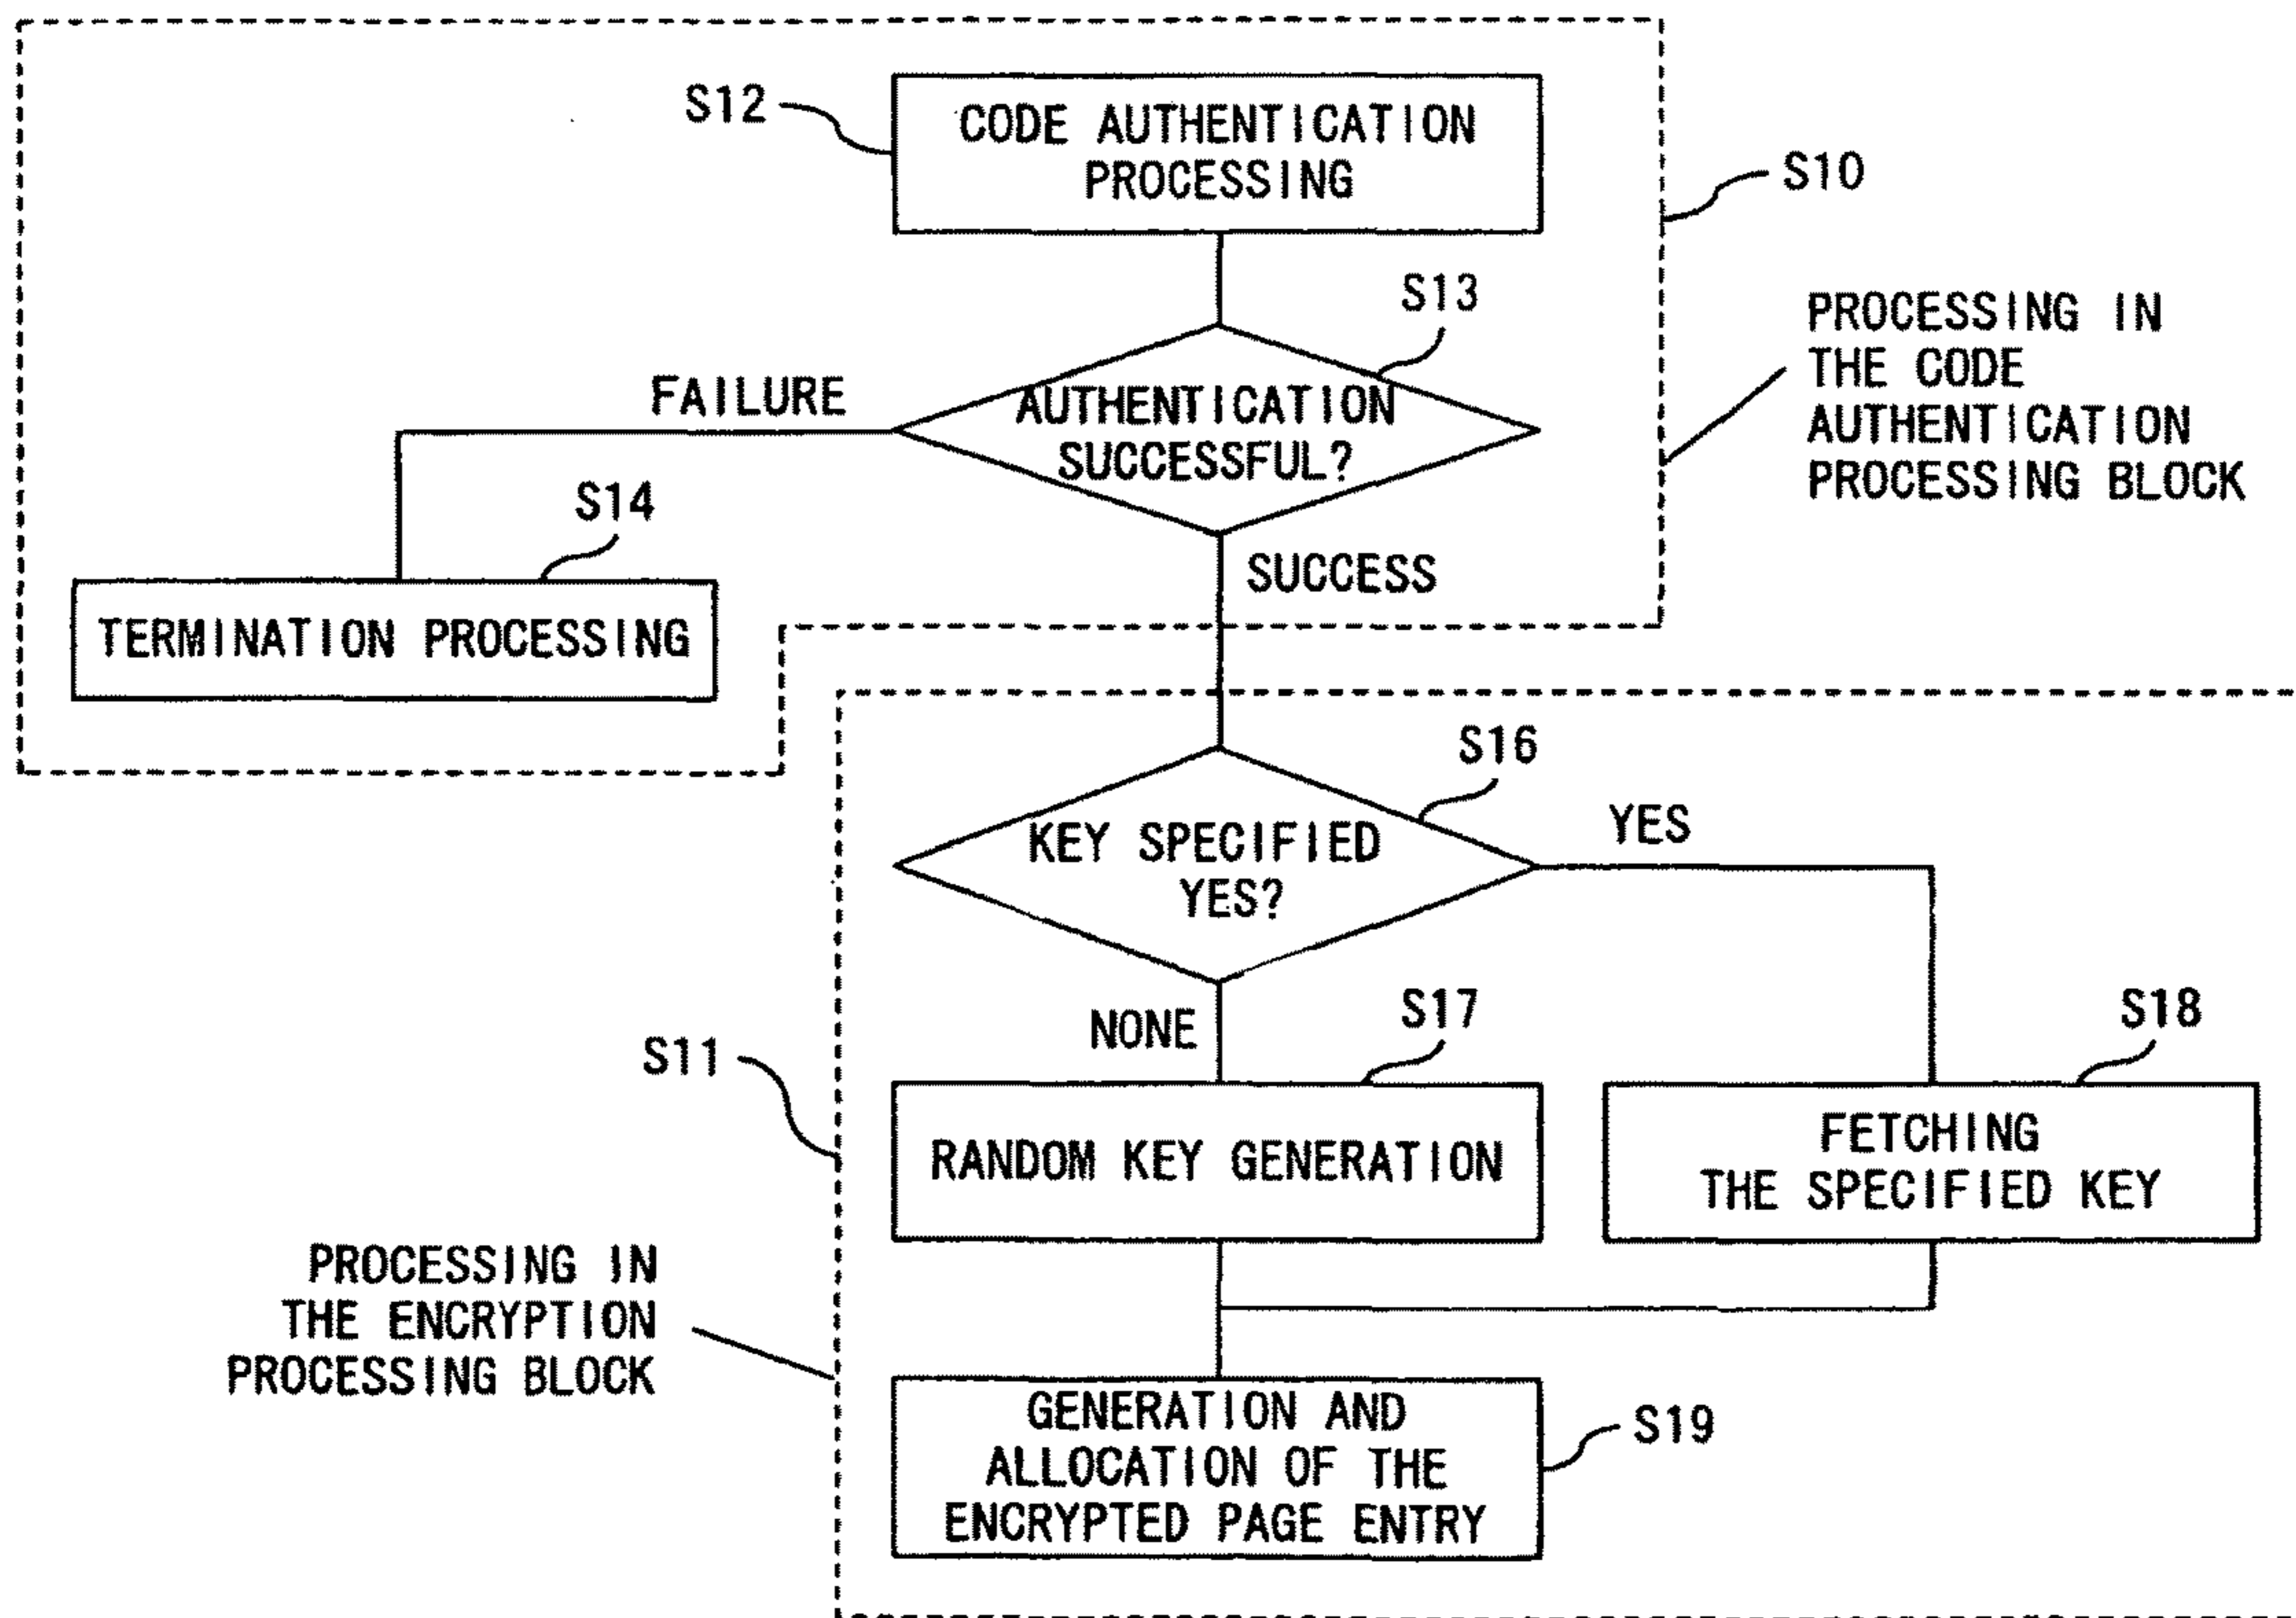 S12
CODE AUTHENTICATION
PROCESSING
S10
S13
PROCESSING IN
THE CODE
AUTHENTICATION
PROCESSING BLOCK
FAILURE
AUTHENTICATION
SUCCESSFUL?
S14
SUCCESS
TERMINATION PROCESSING
S16
YES
KEY SPECIFIED
YES?
NONE
S17
S18
S11
RANDOM KEY GENERATION
FETCHING
THE SPECIFIED KEY
PROCESSING IN
THE ENCRYPTION
PROCESSING BLOCK
GENERATION AND
ALLOCATION OF THE
ENCRYPTED PAGE ENTRY
S19